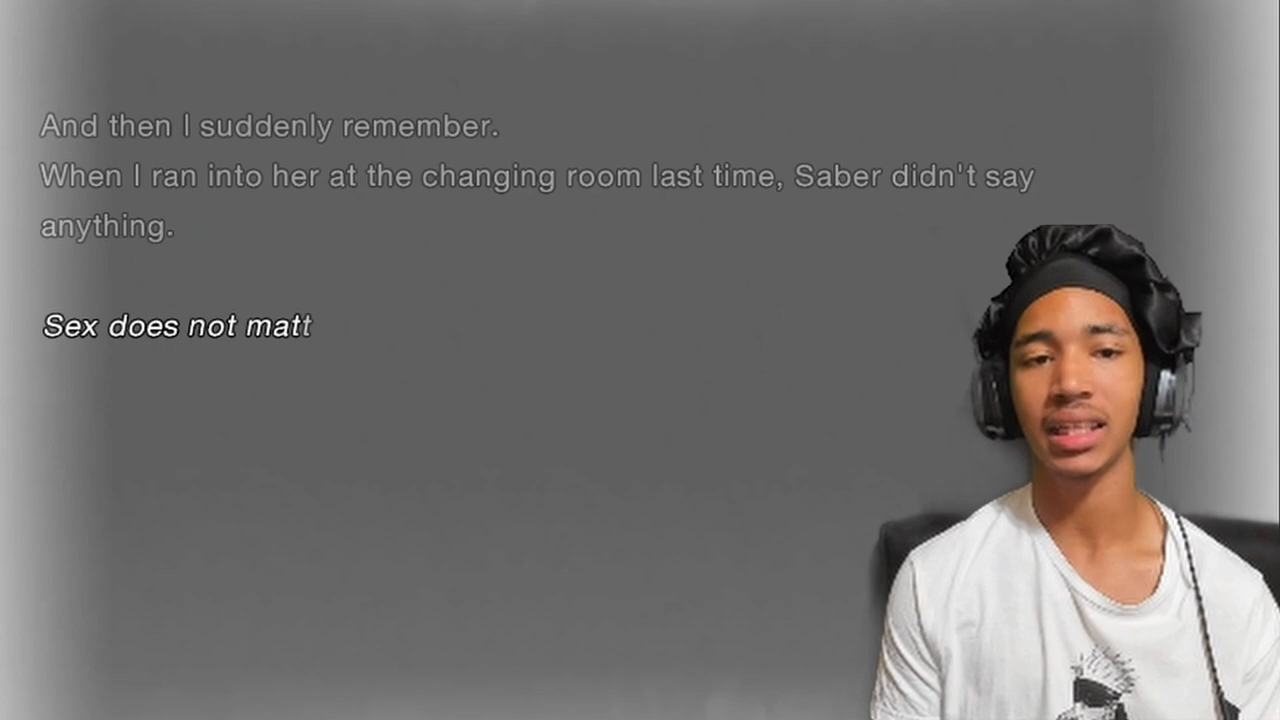 And then I suddenly remember.
When I ran into her at the changing room last time, Saber didn't say
anything.
Sex does not matt